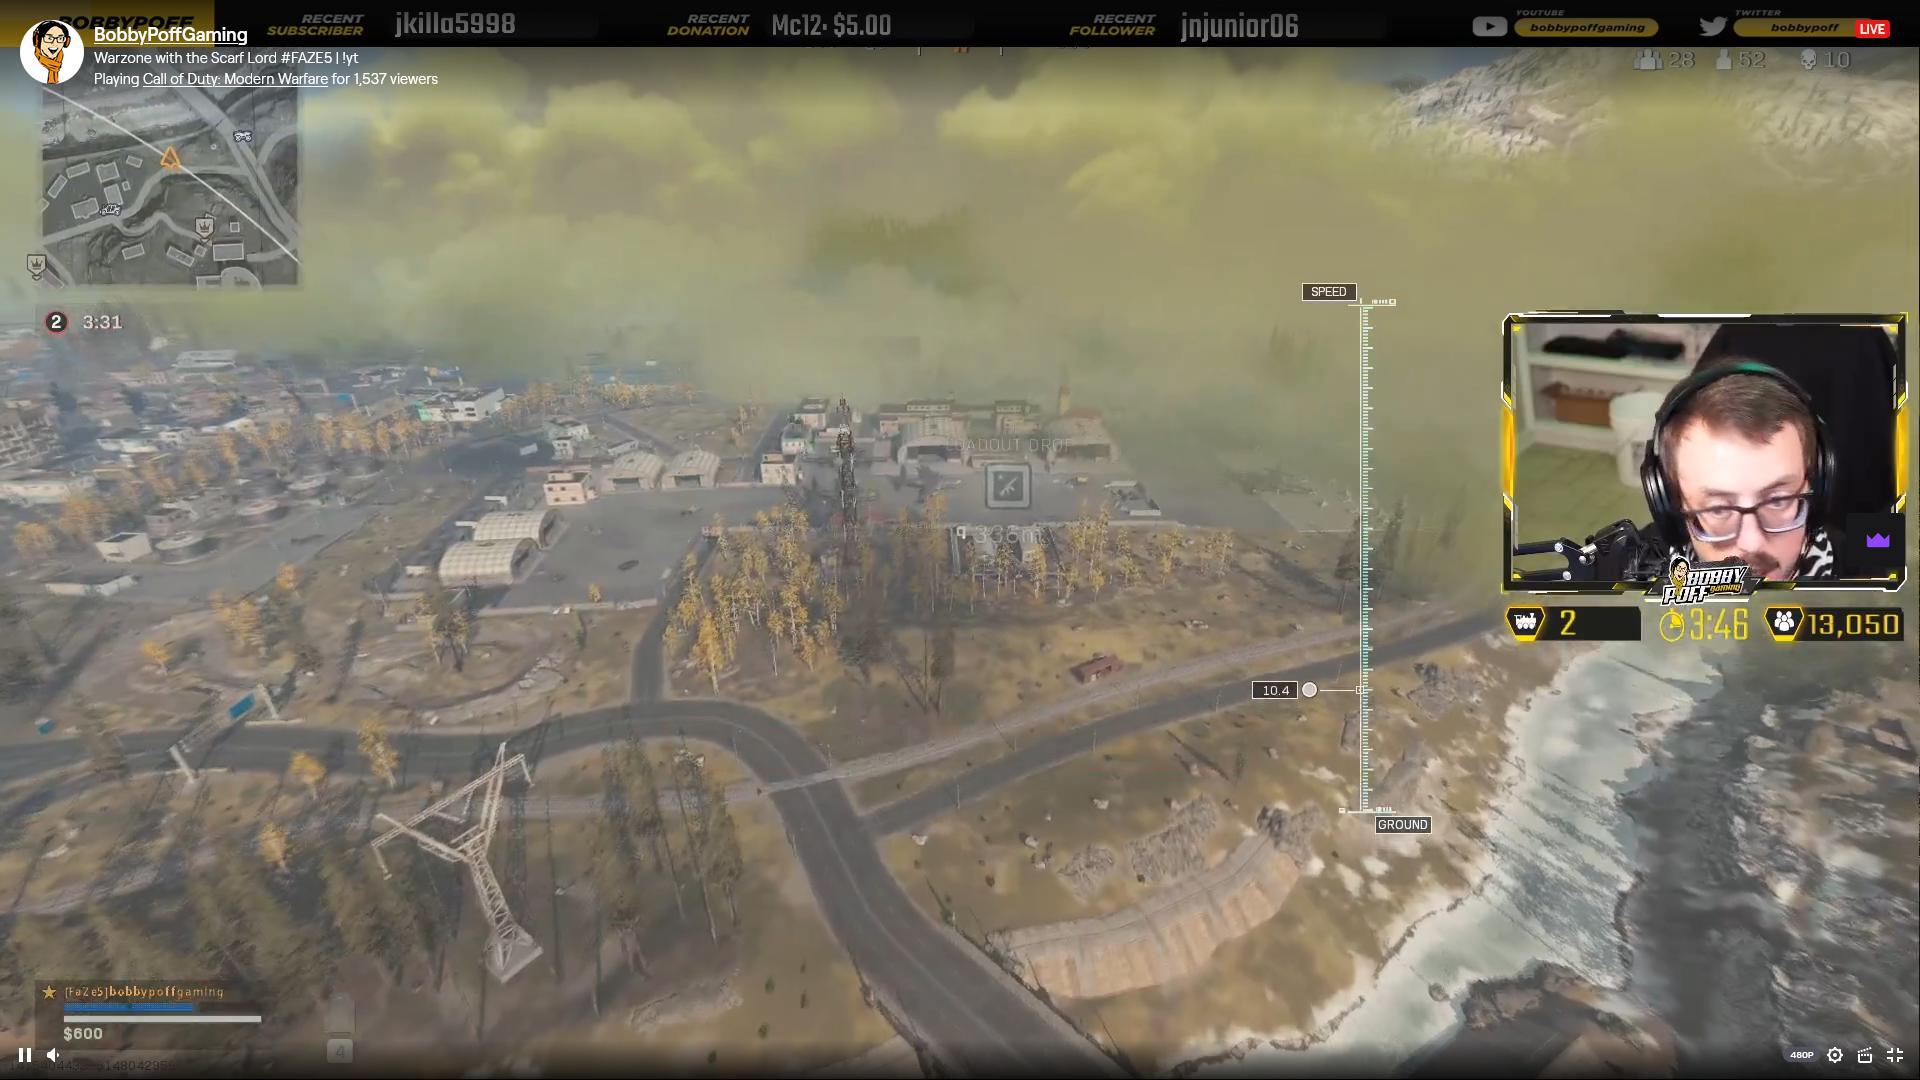 BOBBYPOFF
RECENT SUBSCRIBER
jkilla5998
RECENT DONATION
Mc12: $5.00
RECENT FOLLOWER
jnjunior06
YOUTUBE
bobbypoffgaming
TWITTER
bobbypoff
LIVE
BobbyPoffGaming
Warzone with the Scarf Lord #FAZE5 | !yt
Playing Call of Duty: Modern Warfare for 1,537 viewers
28 52 10
2 3:31
SPEED
LOADOUT DROP
336m
10.4
GROUND
BOBBY
POFF GAMING
2 3:46 13,050
[FaZe5]bobbypoffgaming
$600
4
480P